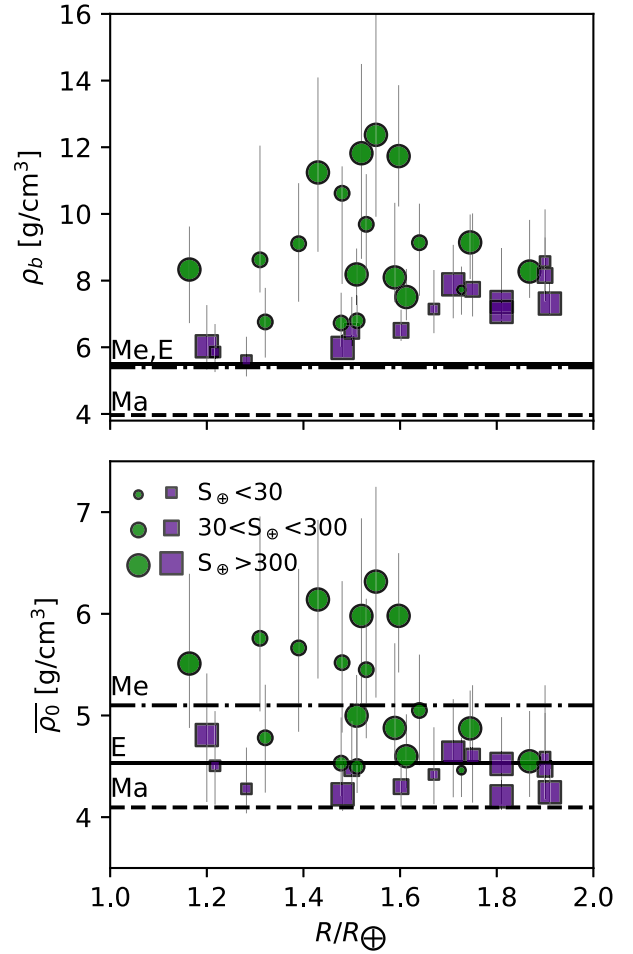 16
14
12
10
8
6
4
ρ_b [g/cm³]
Me,E
Ma
7
6
5
4
ρ̅₀ [g/cm³]
S⊕<30
30<S⊕<300
S⊕>300
Me
E
Ma
1.0 1.2 1.4 1.6 1.8 2.0
R/R⊕